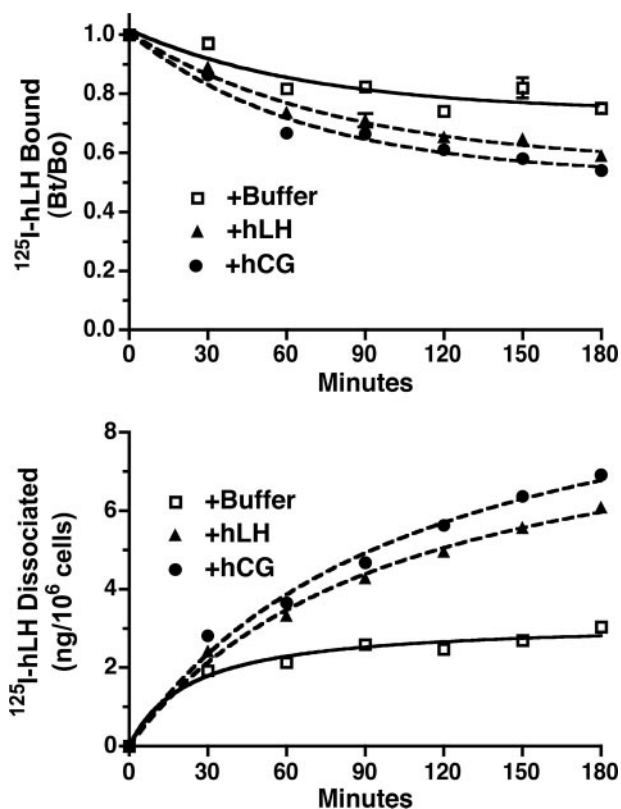 1.0
0.8
0.6
0.4
0.2
0.0
¹²⁵I-hLH Bound
(Bt/Bo)
+Buffer
+hLH
+hCG
0 30 60 90 120 150 180
Minutes
8
6
4
2
0
¹²⁵I-hLH Dissociated
(ng/10⁶ cells)
+Buffer
+hLH
+hCG
0 30 60 90 120 150 180
Minutes